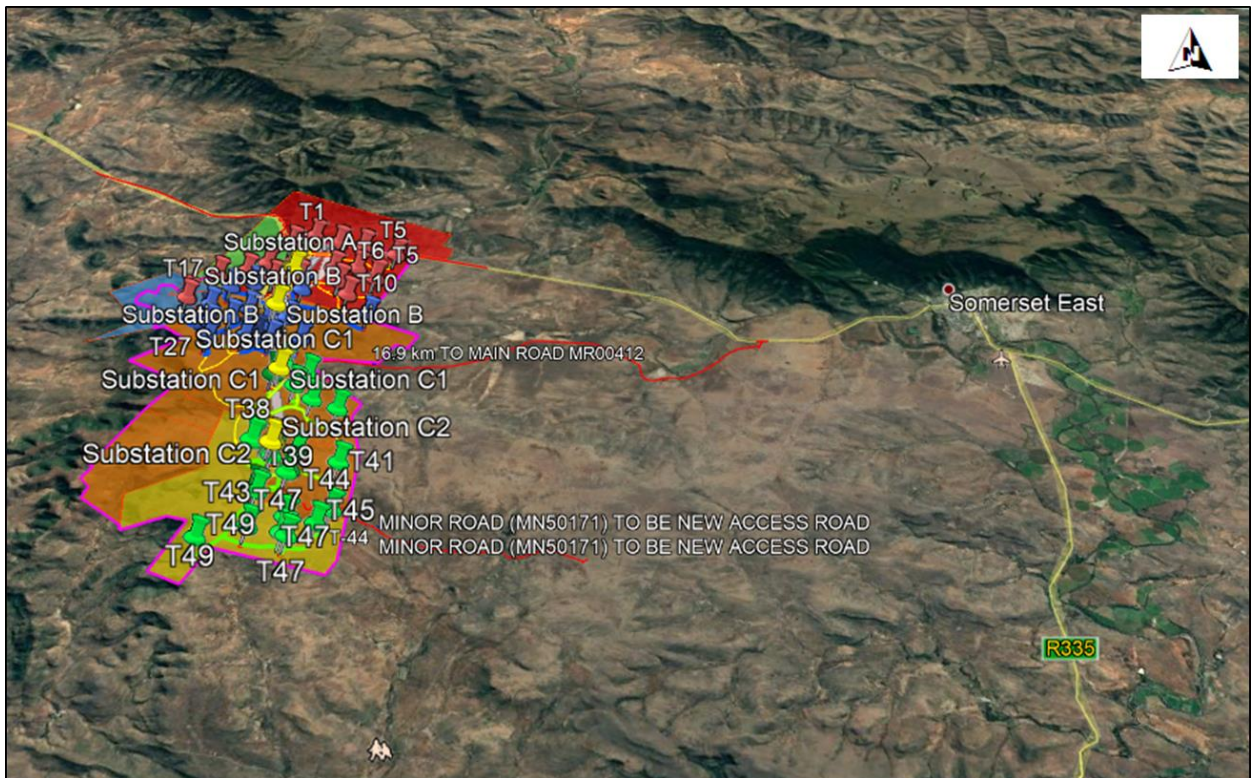 N
T1
T5
Substation A
T6
T5
T17
Substation B
T10
Somerset East
Substation B
Substation B
Substation C1
T27
16.9 km TO MAIN ROAD MR00412
Substation C1
Substation C1
T38
Substation C2
Substation C2
T39
T41
T44
T43
T47
T45
T49
MINOR ROAD (MN50171) TO BE NEW ACCESS ROAD
T47
T-44
MINOR ROAD (MN50171) TO BE NEW ACCESS ROAD
T49
T47
R335